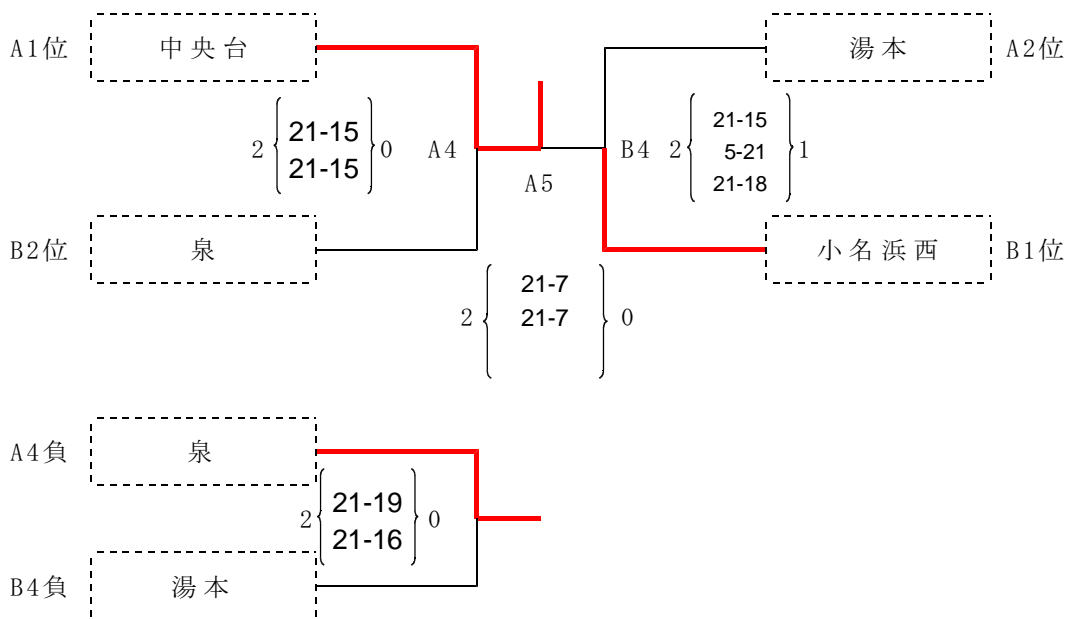 A1位 中央台 湯本 A2位
2 21-15 0 A4 B4 2 21-15 1
21-15 5-21
A5 21-18
B2位 泉 小名浜西 B1位
21-7
2 21-7 0
A4負 泉
2 21-19 0
21-16
B4負 湯本